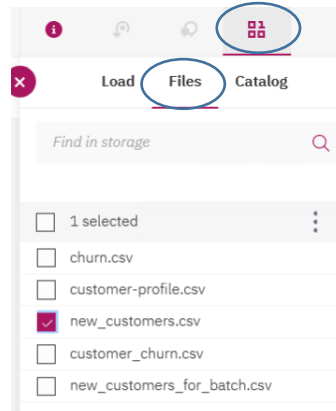 Load Files Catalog
Find in storage
1 selected
churn.csv
customer-profile.csv
new_customers.csv
customer_churn.csv
new_customers_for_batch.csv